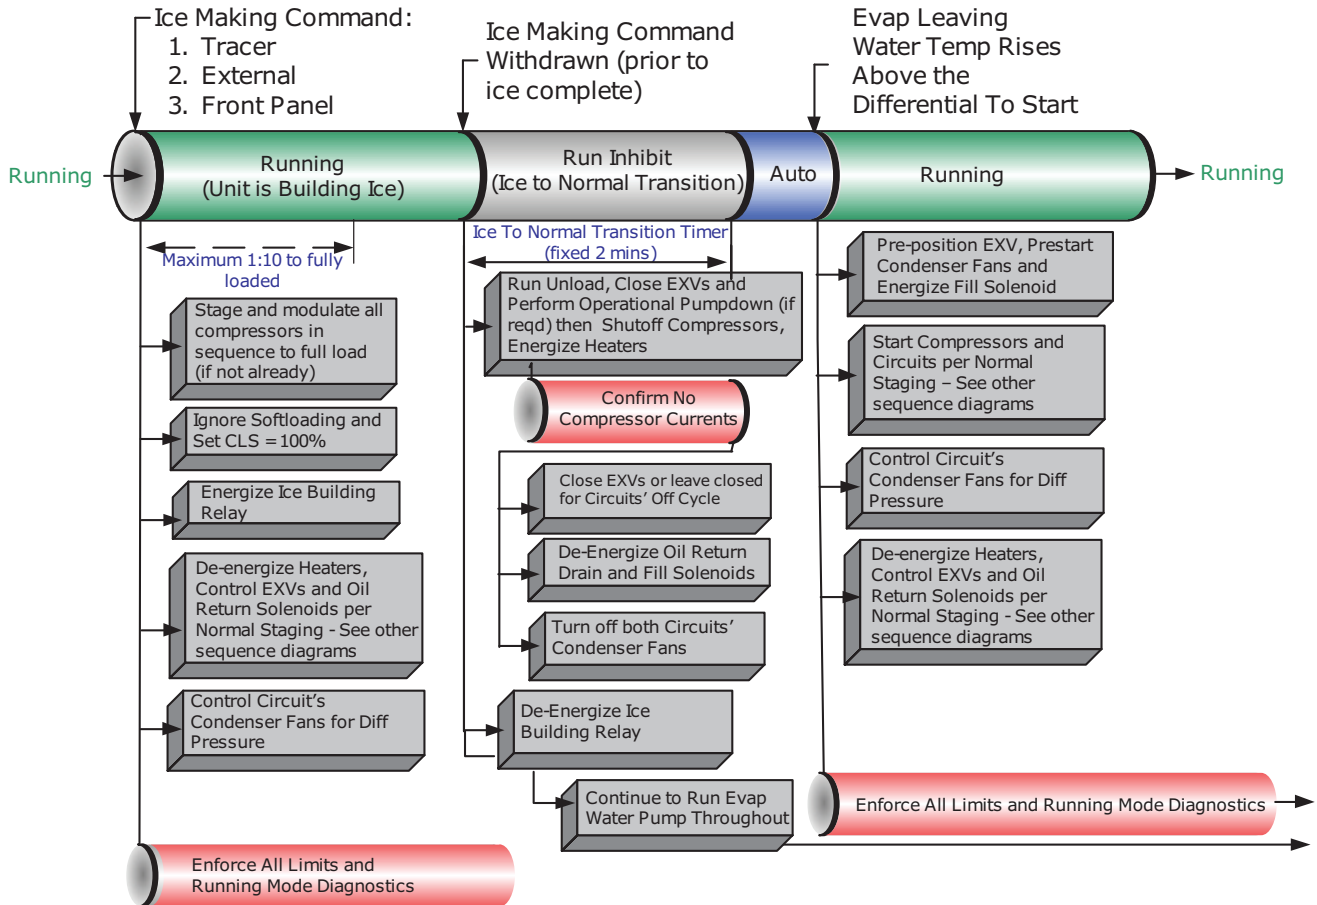 Ice Making Command:
1. Tracer
2. External
3. Front Panel
Ice Making Command
Withdrawn (prior to
ice complete)
Evap Leaving
Water Temp Rises
Above the
Differential To Start
Running
Running
(Unit is Building Ice)
Run Inhibit
(Ice to Normal Transition)
Auto
Running
Running
Maximum 1:10 to fully
loaded
Ice To Normal Transition Timer
(fixed 2 mins)
Stage and modulate all
compressors in
sequence to full load
(if not already)
Ignore Softloading and
Set CLS = 100%
Energize Ice Building
Relay
De-energize Heaters,
Control EXVs and Oil
Return Solenoids per
Normal Staging - See other
sequence diagrams
Control Circuit's
Condenser Fans for Diff
Pressure
Enforce All Limits and
Running Mode Diagnostics
Run Unload, Close EXVs and
Perform Operational Pumpdown (if
reqd) then Shutoff Compressors,
Energize Heaters
Confirm No
Compressor Currents
Close EXVs or leave closed
for Circuits' Off Cycle
De-Energize Oil Return
Drain and Fill Solenoids
Turn off both Circuits'
Condenser Fans
De-Energize Ice
Building Relay
Continue to Run Evap
Water Pump Throughout
Pre-position EXV, Prestart
Condenser Fans and
Energize Fill Solenoid
Start Compressors and
Circuits per Normal
Staging – See other
sequence diagrams
Control Circuit's
Condenser Fans for Diff
Pressure
De-energize Heaters,
Control EXVs and Oil
Return Solenoids per
Normal Staging - See other
sequence diagrams
Enforce All Limits and Running Mode Diagnostics